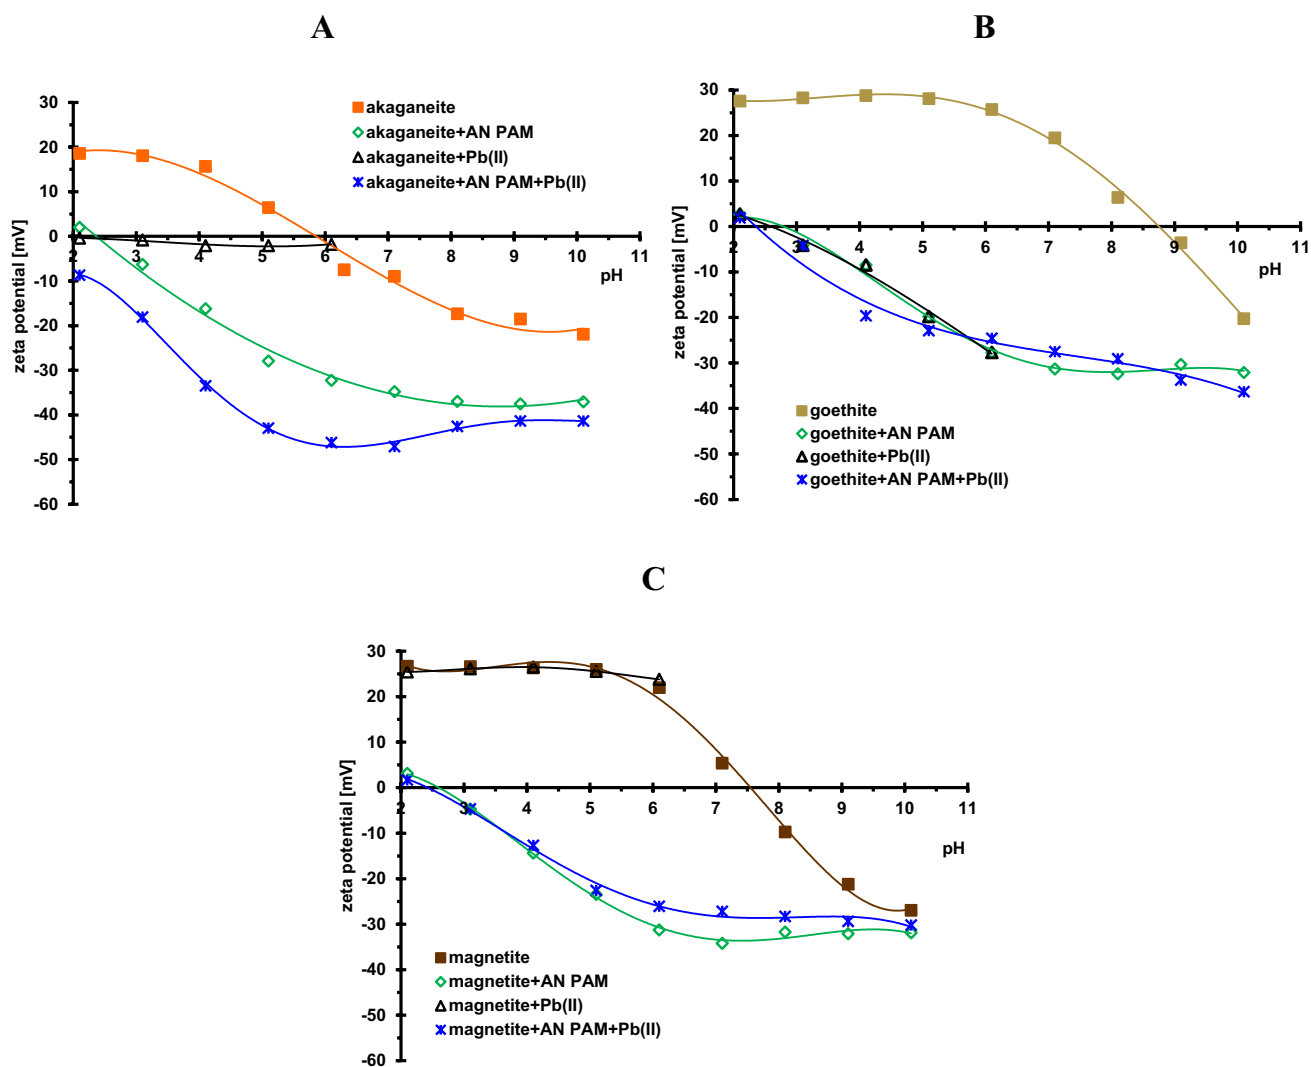 A
30
20
10
0
-10
-20
-30
-40
-50
-60
2 3 4 5 6 7 8 9 10 11
zeta potential [mV]
pH
akaganeite
akaganeite+AN PAM
akaganeite+Pb(II)
akaganeite+AN PAM+Pb(II)
B
30
20
10
0
-10
-20
-30
-40
-50
-60
2 3 4 5 6 7 8 9 10 11
zeta potential [mV]
pH
goethite
goethite+AN PAM
goethite+Pb(II)
goethite+AN PAM+Pb(II)
C
30
20
10
0
-10
-20
-30
-40
-50
-60
2 3 4 5 6 7 8 9 10 11
zeta potential [mV]
pH
magnetite
magnetite+AN PAM
magnetite+Pb(II)
magnetite+AN PAM+Pb(II)